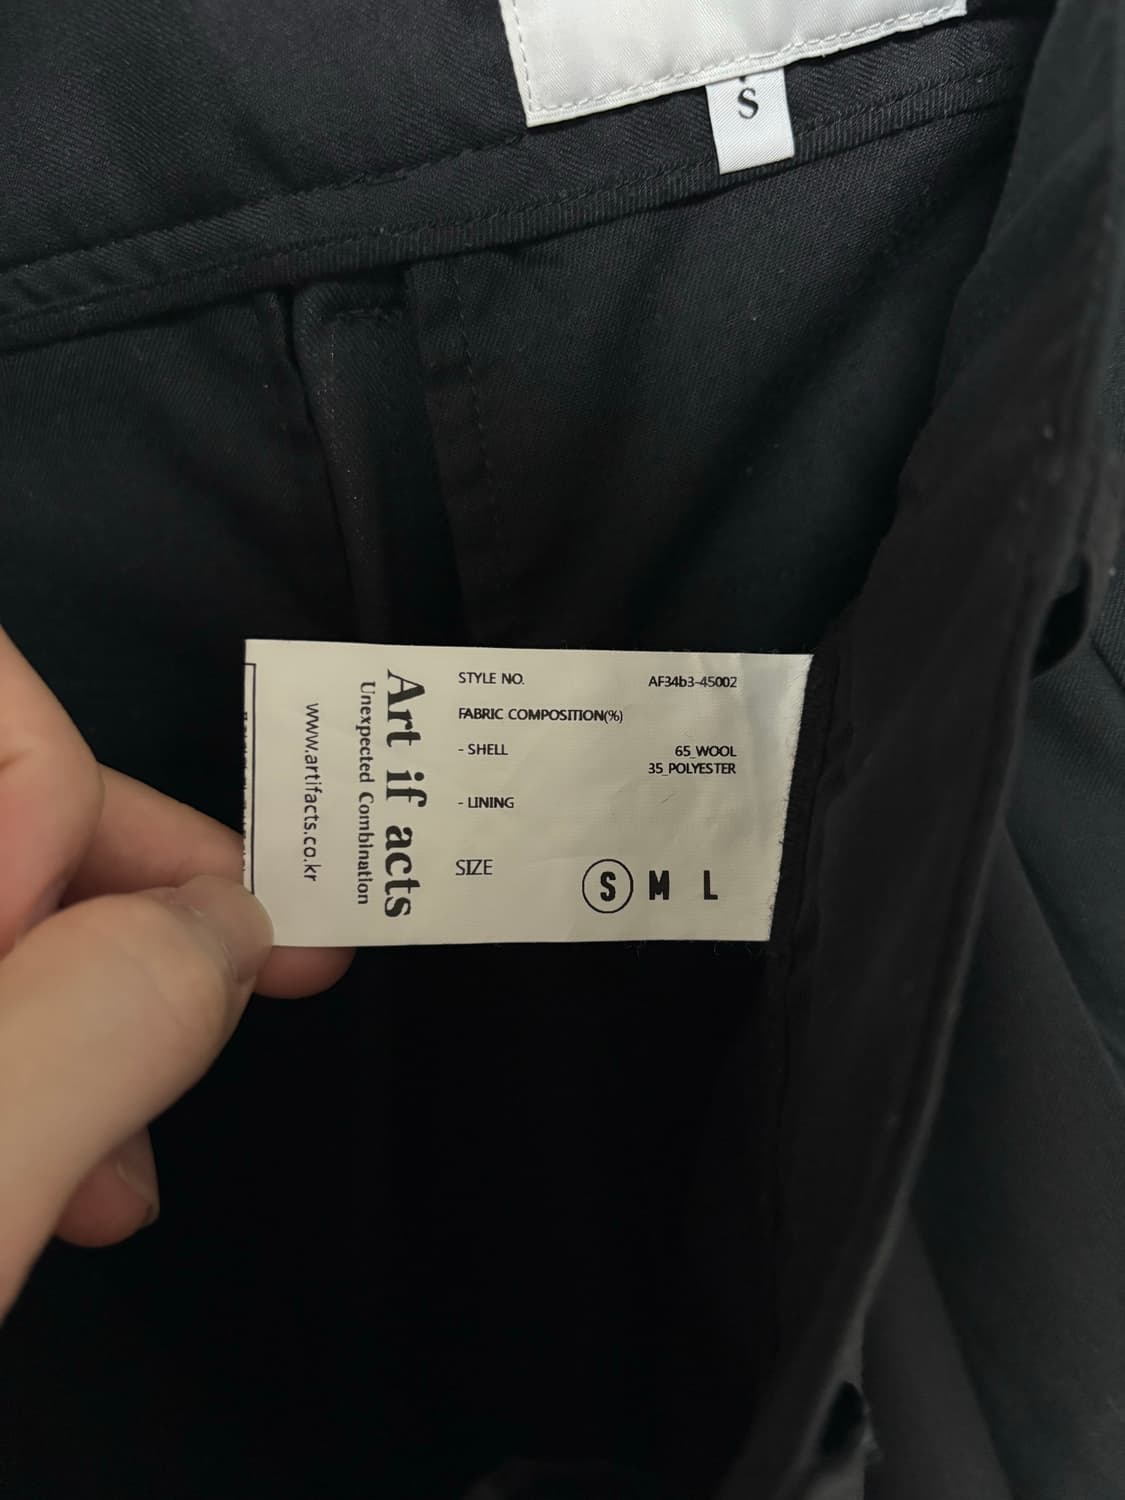 S
STYLE NO. AF34b3-45002
FABRIC COMPOSITION(%)
- SHELL 65_WOOL
35_POLYESTER
- LINING
SIZE S M L
Art if acts
Unexpected Combination
www.artifacts.co.kr